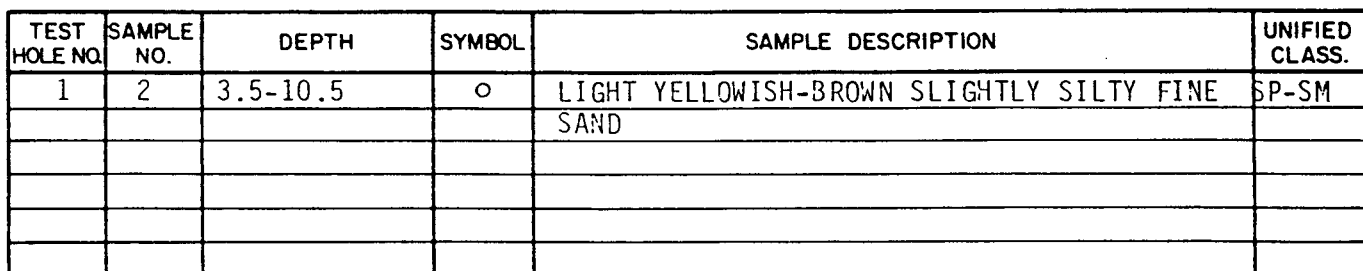 TEST HOLE NO. SAMPLE NO. DEPTH SYMBOL SAMPLE DESCRIPTION UNIFIED CLASS.
1 2 3.5-10.5 O LIGHT YELLOWISH-BROWN SLIGHTLY SILTY FINE SP-SM
SAND